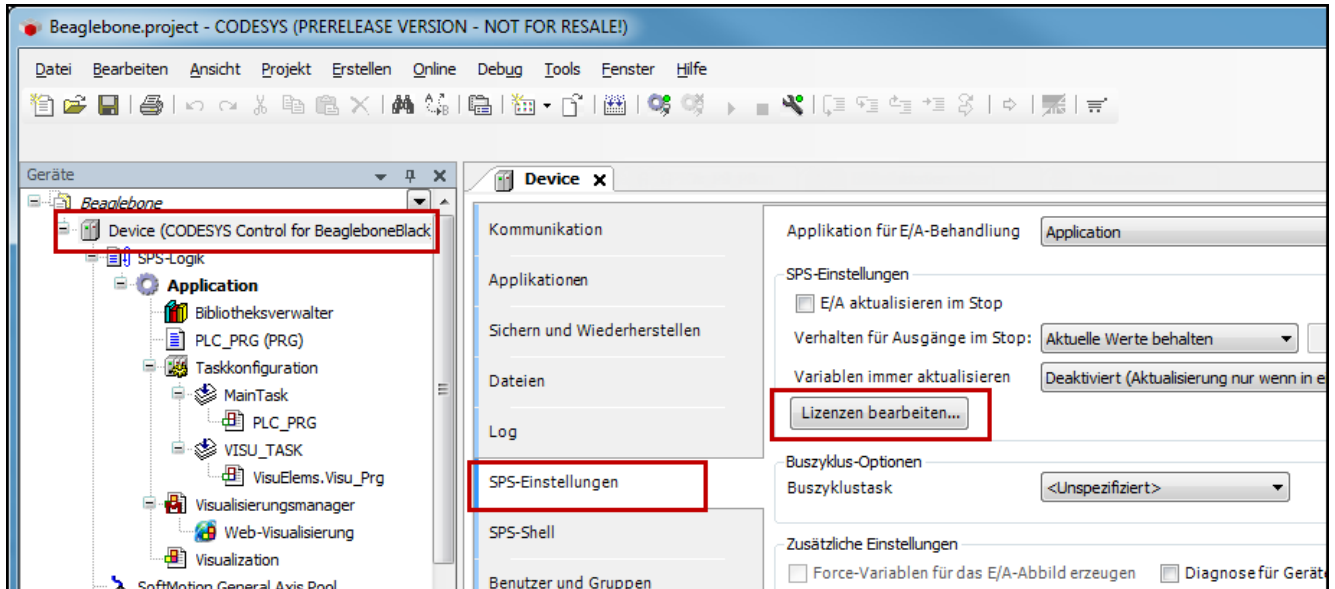 Beaglebone.project - CODESYS (PRERELEASE VERSION - NOT FOR RESALE!)
Datei Bearbeiten Ansicht Projekt Erstellen Online Debug Tools Fenster Hilfe
Geräte
Beaglebone
Device (CODESYS Control for BeagleboneBlack
SPS-Logik
Application
Bibliotheksverwalter
PLC_PRG (PRG)
Taskkonfiguration
MainTask
PLC_PRG
VISU_TASK
VisuElems.Visu_Prg
Visualisierungsmanager
Web-Visualisierung
Visualization
SoftMotion General Axis Pool
Device
Kommunikation
Applikationen
Sichern und Wiederherstellen
Dateien
Log
SPS-Einstellungen
SPS-Shell
Benutzer und Gruppen
Applikation für E/A-Behandlung Application
SPS-Einstellungen
E/A aktualisieren im Stop
Verhalten für Ausgänge im Stop: Aktuelle Werte behalten
Variablen immer aktualisieren Deaktiviert (Aktualisierung nur wenn in e
Lizenzen bearbeiten...
Buszyklus-Optionen
Buszyklustask <Unspezifiziert>
Zusätzliche Einstellungen
Force-Variablen für das E/A-Abbild erzeugen Diagnose für Geräte